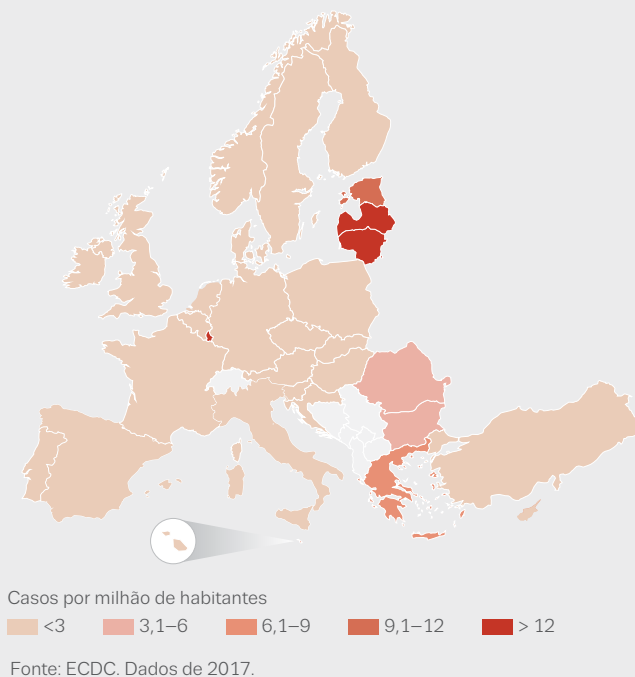 Casos por milhão de habitantes
<3 3,1–6 6,1–9 9,1–12 > 12
Fonte: ECDC. Dados de 2017.